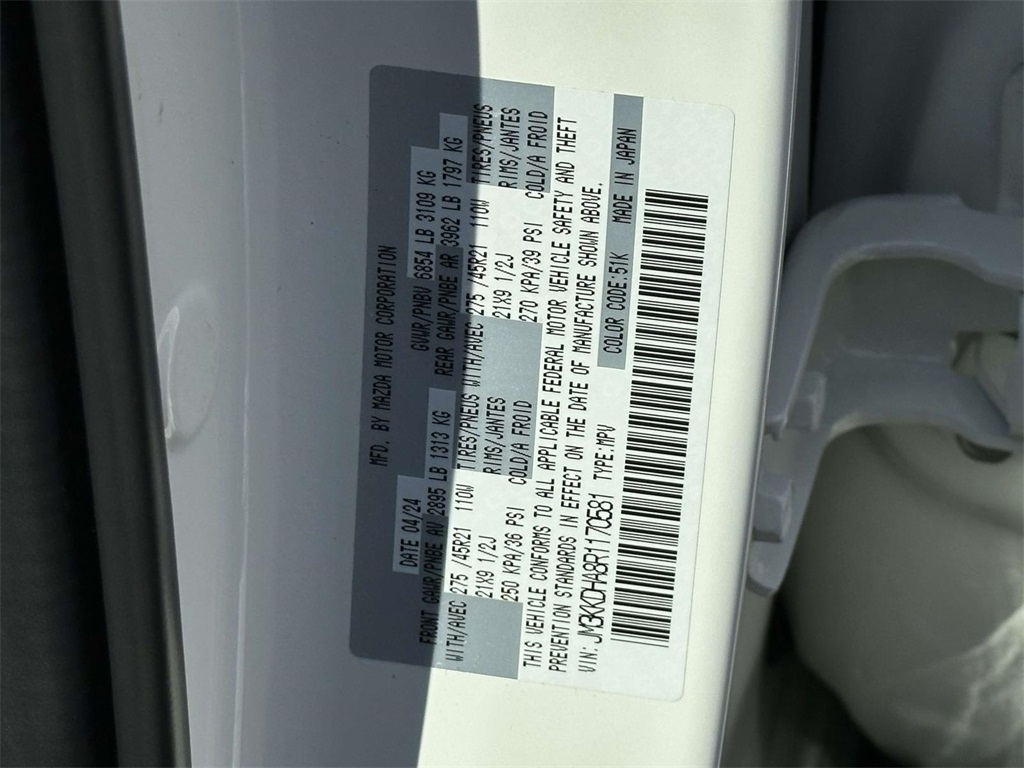 MFD. BY MAZDA MOTOR CORPORATION
DATE 04/24 GVWR/PNBV 6854 LB 3109 KG
FRONT GAWR/PNBE AV 2895 LB 1313 KG REAR GAWR/PNBE AR 3962 LB 1797 KG
WITH/AVEC 275 /45R21 110W TIRES/PNEUS WITH/AVEC 275 /45R21 110W TIRES/PNEUS
21X9 1/2J RIMS/JANTES 21X9 1/2J RIMS/JANTES
250 KPA/36 PSI COLD/A FROID 270 KPA/39 PSI COLD/A FROID
THIS VEHICLE CONFORMS TO ALL APPLICABLE FEDERAL MOTOR VEHICLE SAFETY AND THEFT
PREVENTION STANDARDS IN EFFECT ON THE DATE OF MANUFACTURE SHOWN ABOVE.
VIN: JM3KKDHA8R1170581 TYPE:MPV COLOR CODE:51K MADE IN JAPAN